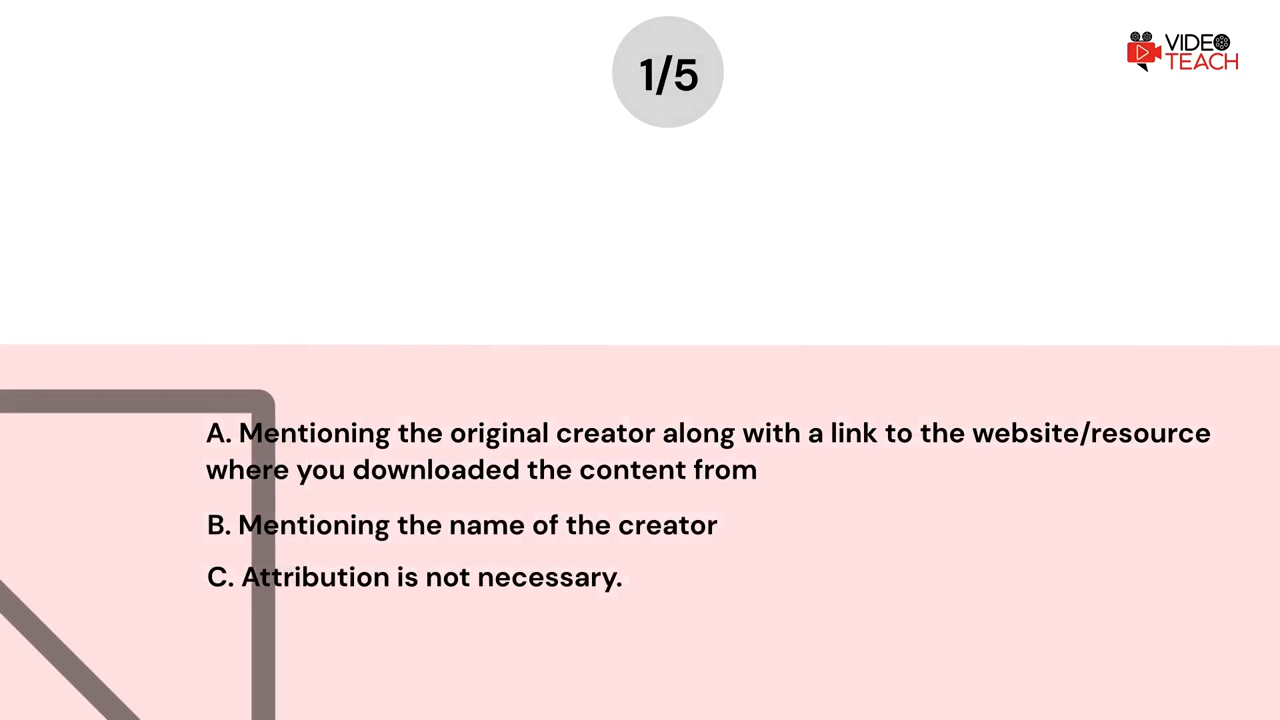 1/5
VIDEO
TEACH
A. Mentioning the original creator along with a link to the website/resource
where you downloaded the content from
B. Mentioning the name of the creator
C. Attribution is not necessary.